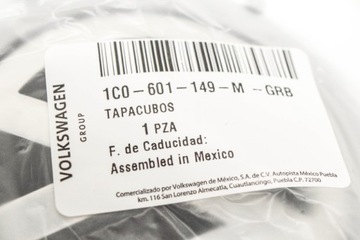 VOLKSWAGEN
GROUP
1C0-601-149-M --GRB
TAPACUBOS
1 PZA
F. de Caducidad:
Assembled in Mexico
Comercializado por Volkswagen de México, S.A. de C.V. Autopista México Puebla
km. 116 San Lorenzo Almecatla, Cuautlancingo, Puebla C.P. 72700